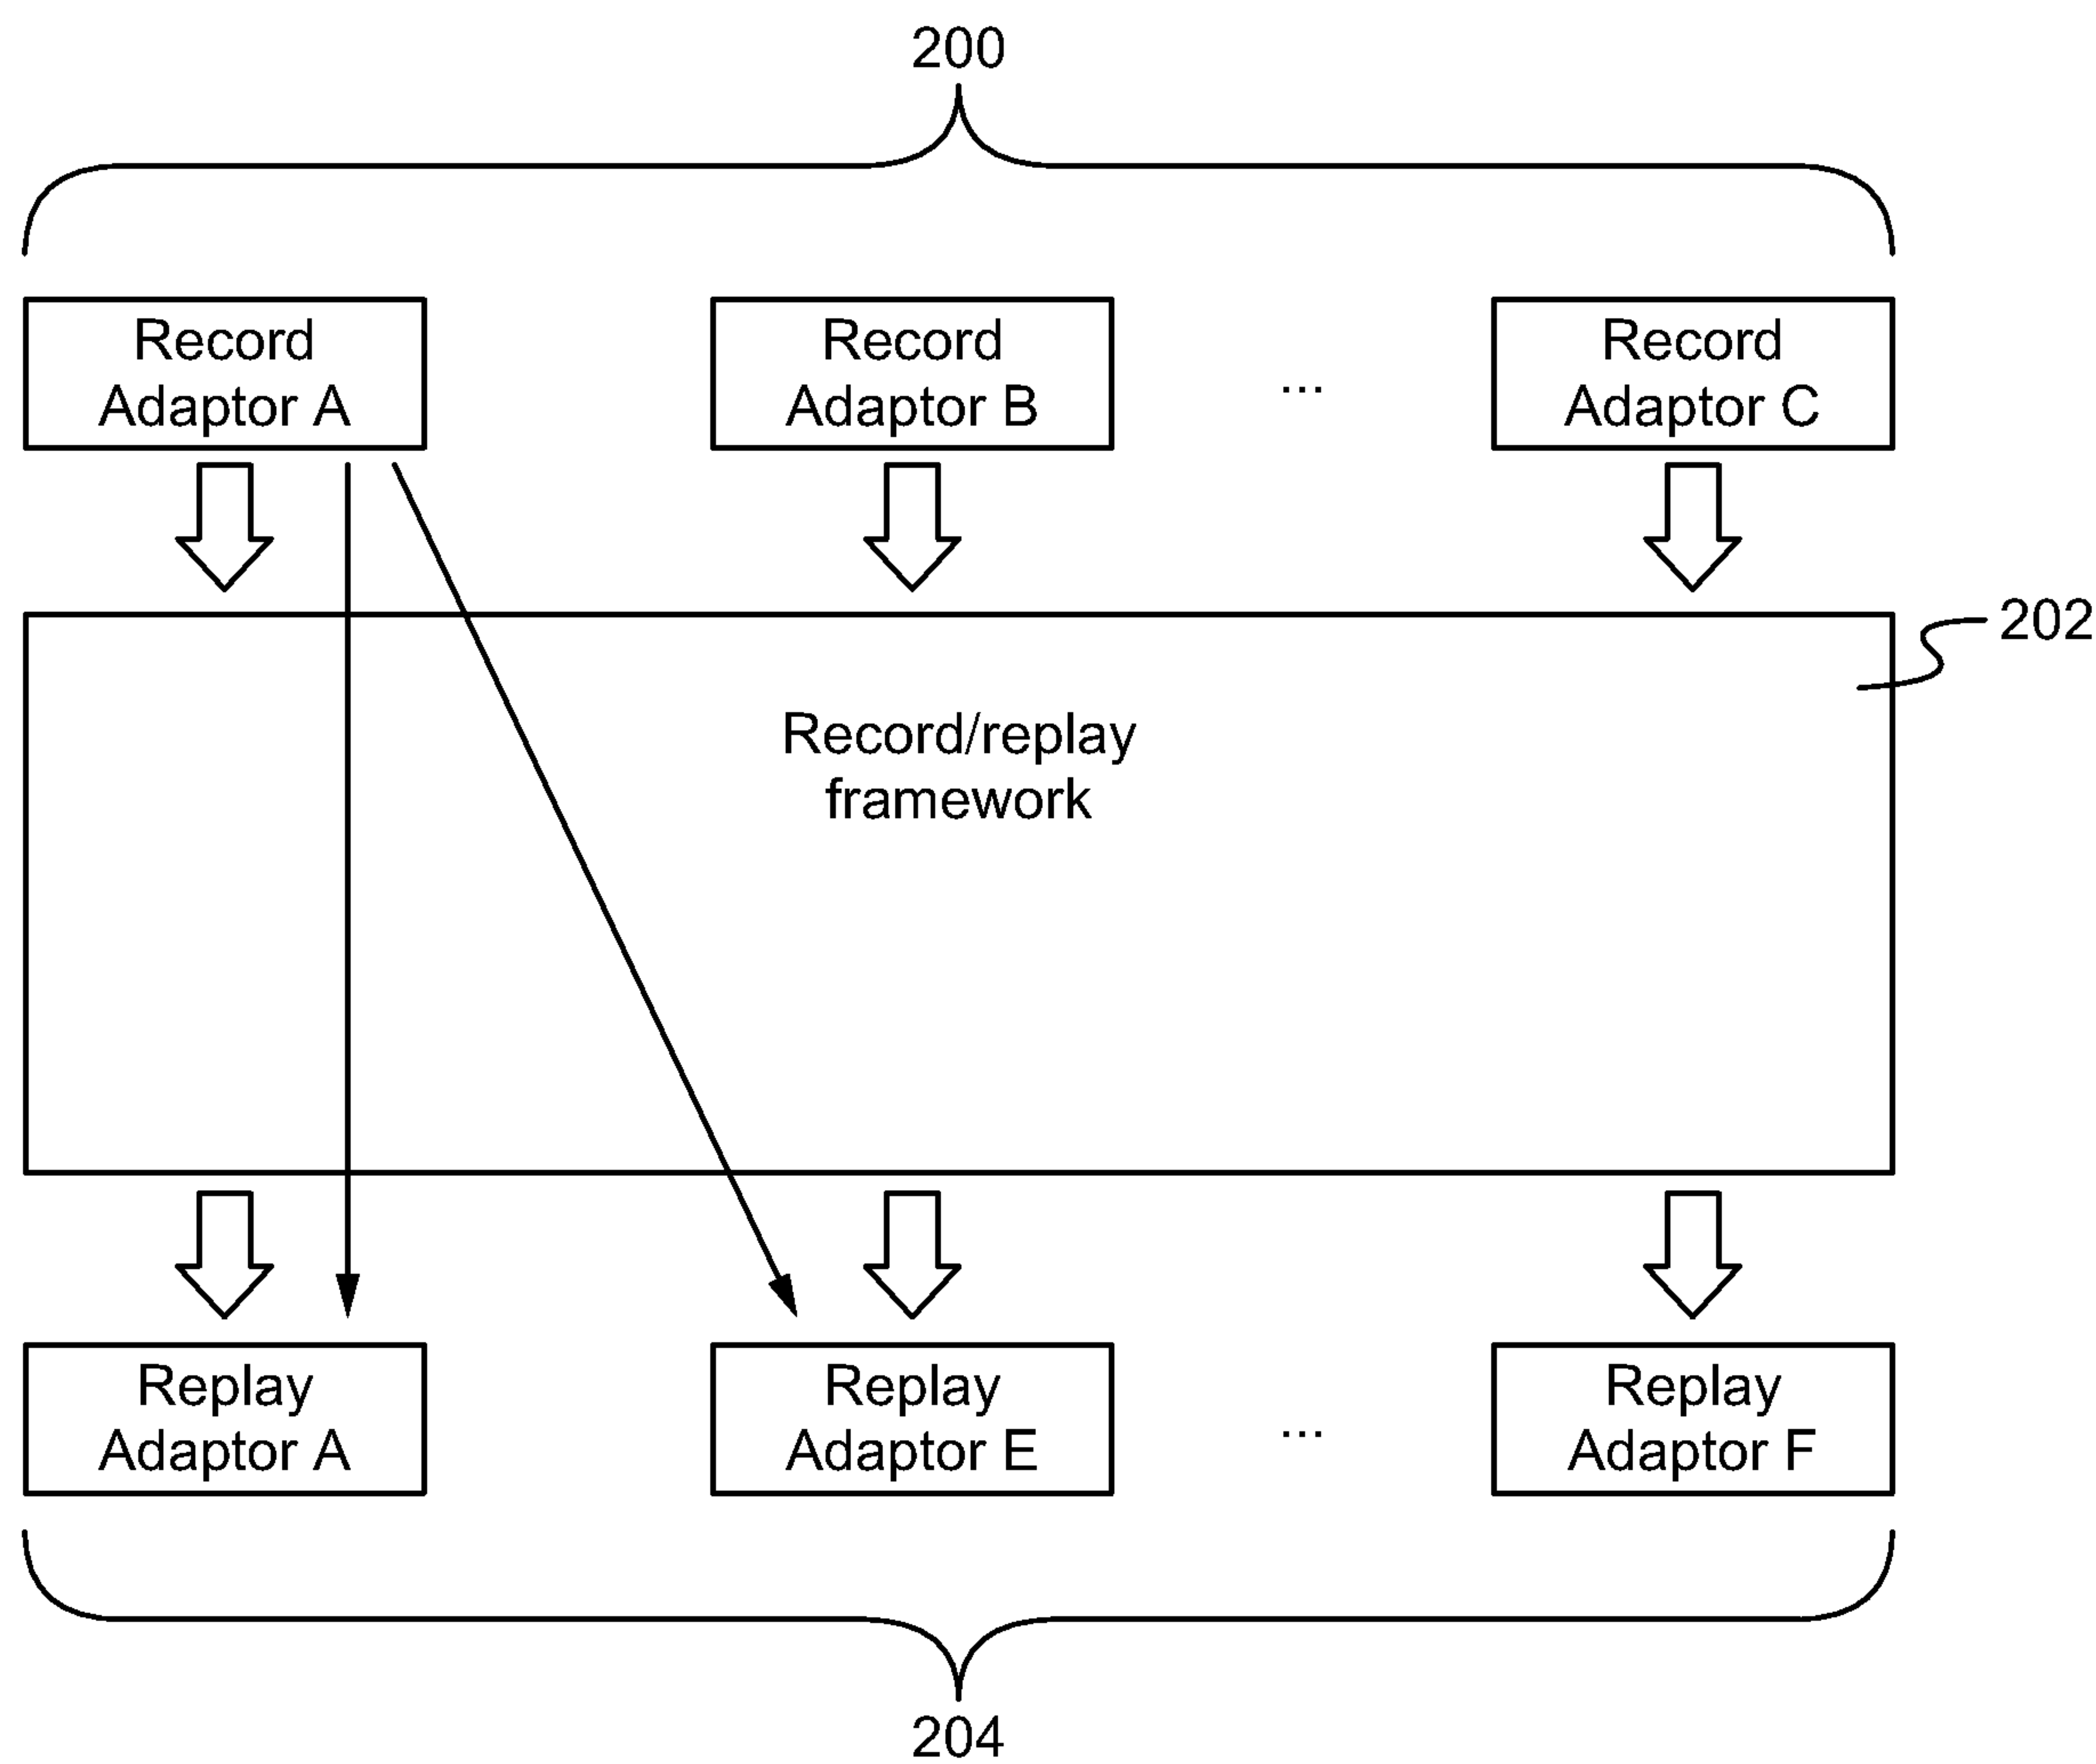 200
Record
Adaptor A
Record
Adaptor B
...
Record
Adaptor C
202
Record/replay
framework
Replay
Adaptor A
Replay
Adaptor E
...
Replay
Adaptor F
204